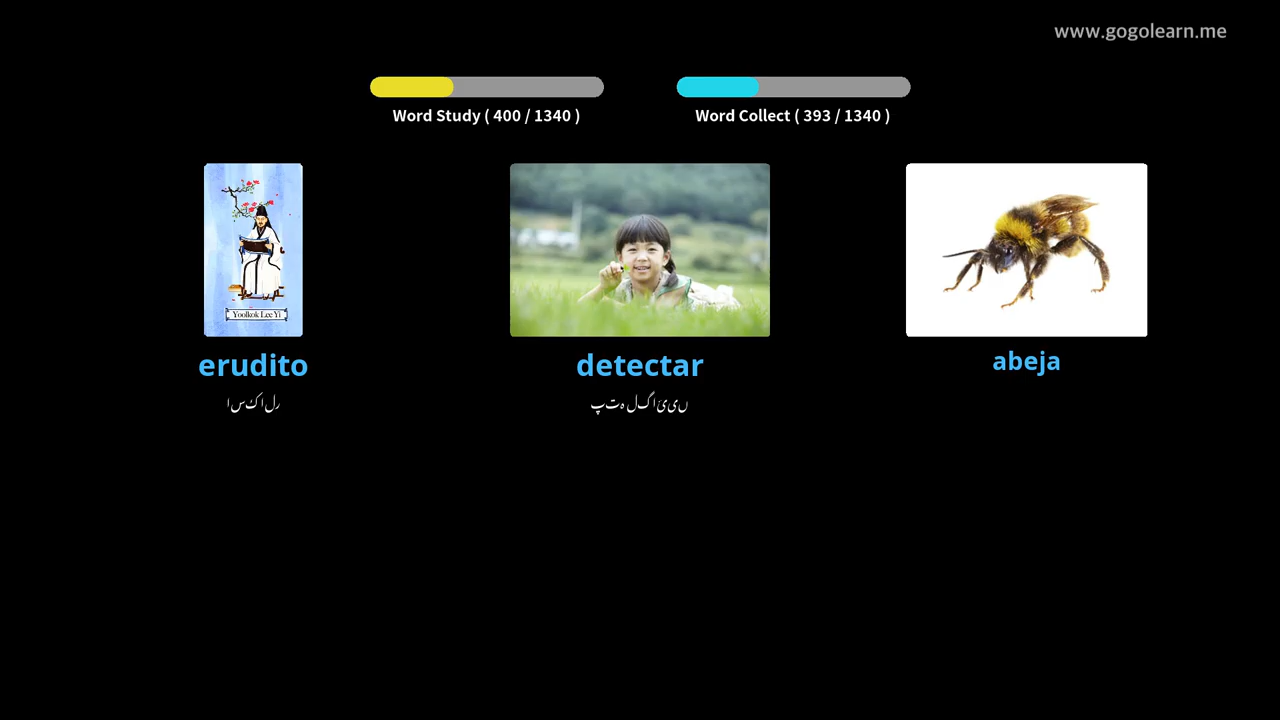 www.gogolearn.me
Word Study ( 400 / 1340 )
Word Collect ( 393 / 1340 )
Yoolkok Lee Yi
erudito
اسکالر
detectar
پتہ لگائیں
abeja